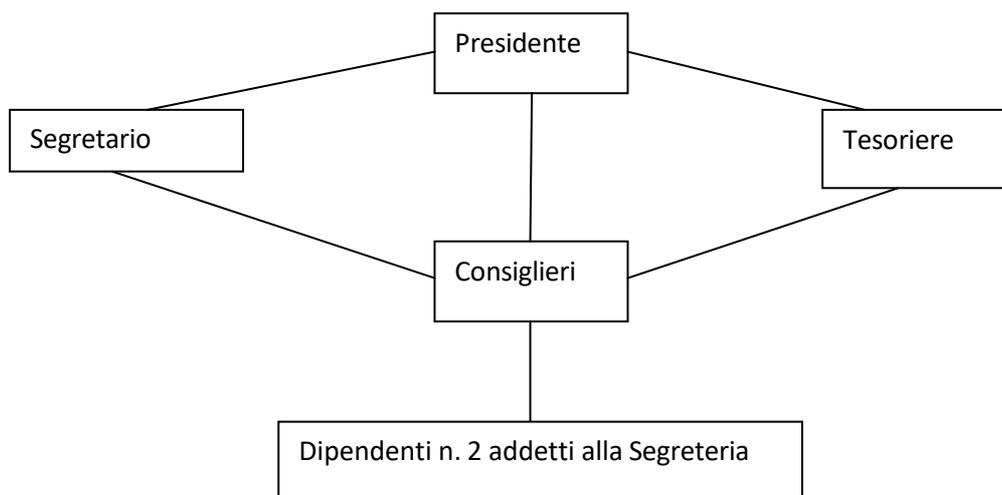 Presidente
Segretario
Tesoriere
Consiglieri
Dipendenti n. 2 addetti alla Segreteria